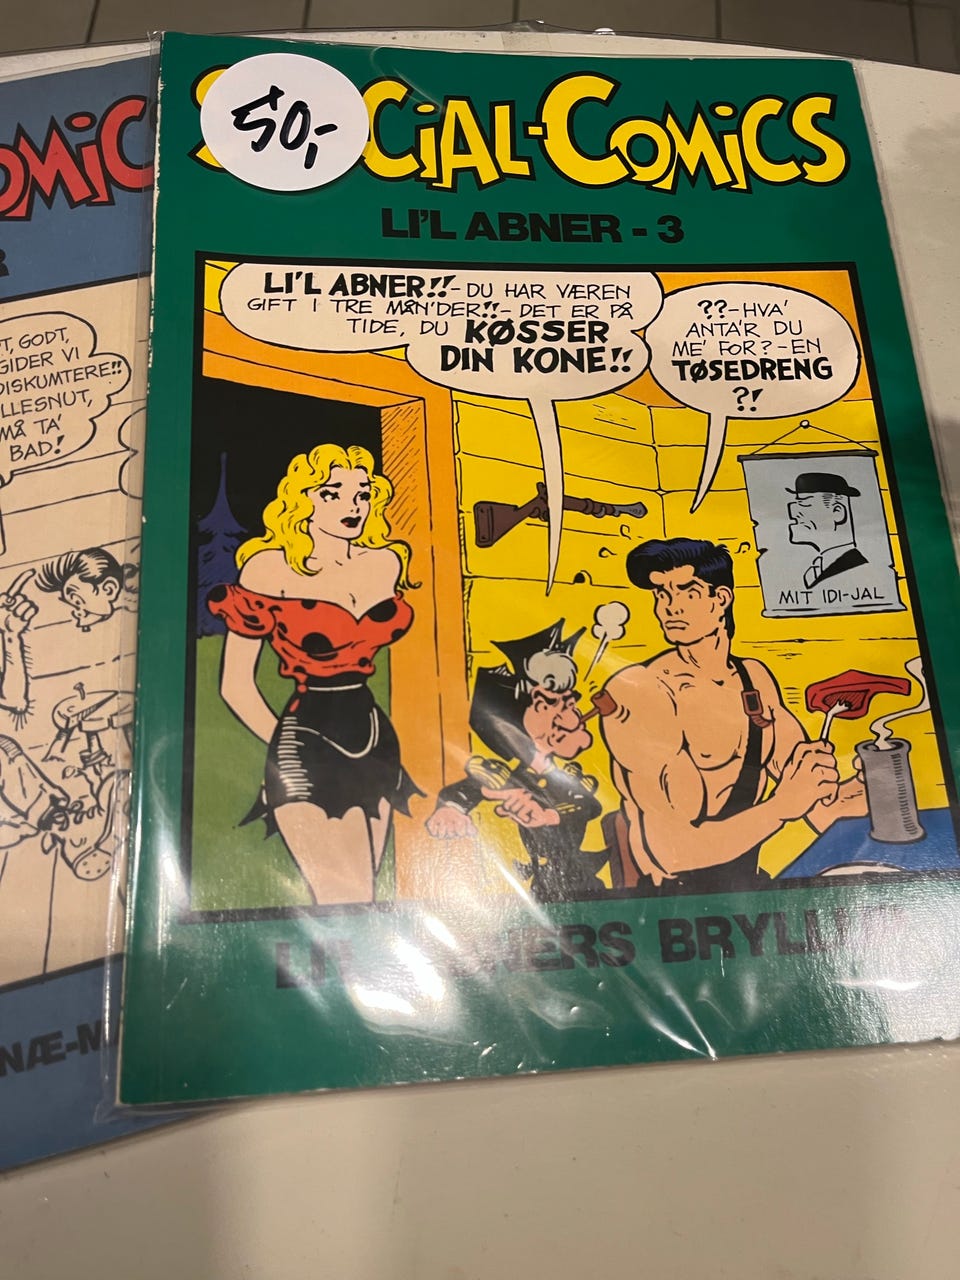 50,-
CiAL-COMiCS
LI'L ABNER - 3
LI'L ABNER!!-DU HAR VÆREN
GIFT I TRE MÅN'DER!!-DET ER PÅ
TIDE, DU KØSSER
DIN KONE!!
??-HVA'
ANTA'R DU
ME' FOR?-EN
TØSEDRENG
?!
MIT IDI-JAL
BRYLLUP
OMiC
GODT,
GIDER VI
DISKUMTERE!!
MÅ TA'
BAD!